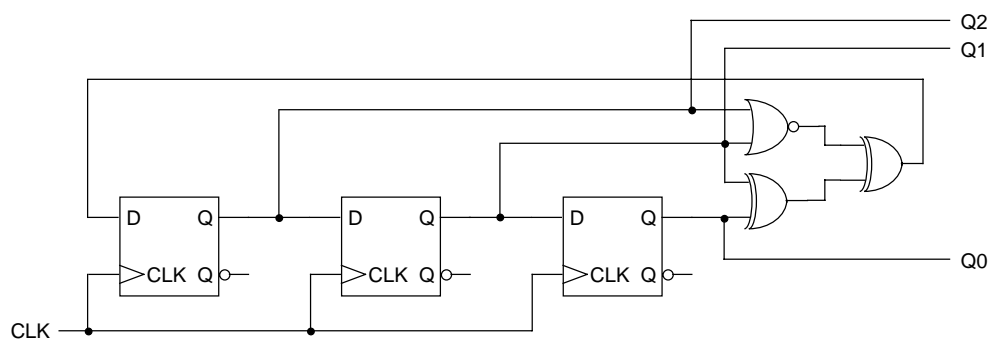 Q2
Q1
D Q D Q D Q
CLK Q CLK Q CLK Q
Q0
CLK